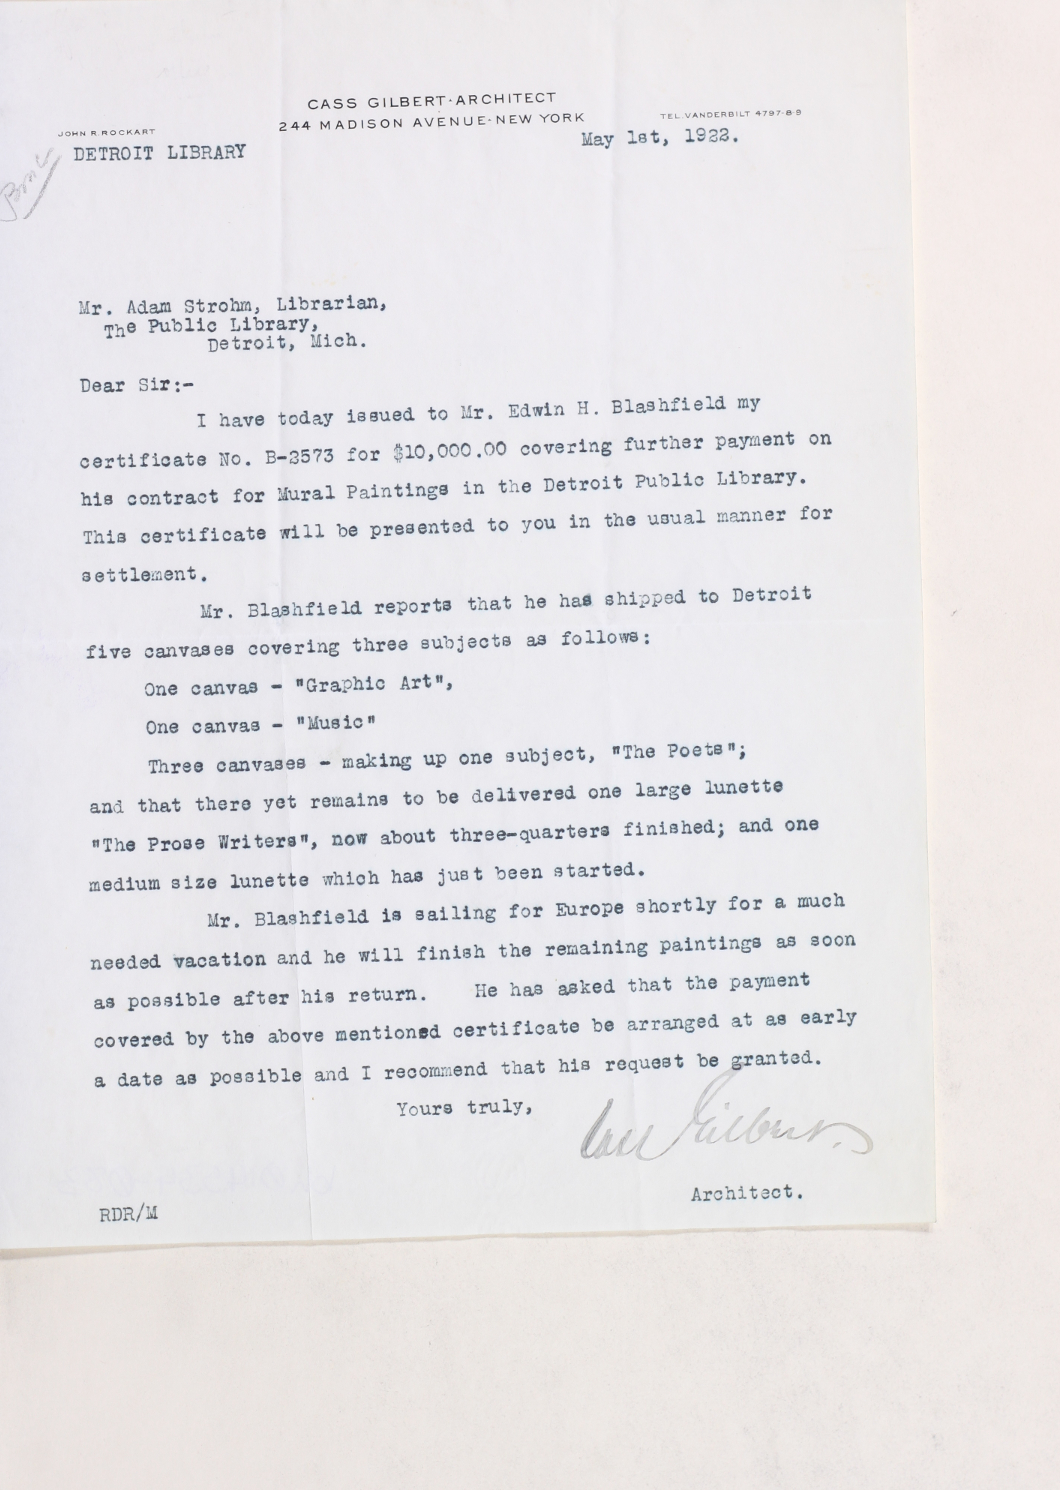 CASS GILBERT·ARCHITECT
244 MADISON AVENUE·NEW YORK
TEL. VANDERBILT 4797-8-9
JOHN R. ROCKART
May 1st, 1922.
DETROIT LIBRARY
Mr. Adam Strohm, Librarian,
The Public Library,
Detroit, Mich.
Dear Sir:-
I have today issued to Mr. Edwin H. Blashfield my
certificate No. B-2573 for $10,000.00 covering further payment on
his contract for Mural Paintings in the Detroit Public Library.
This certificate will be presented to you in the usual manner for
settlement.
Mr. Blashfield reports that he has shipped to Detroit
five canvases covering three subjects as follows:
One canvas - "Graphic Art",
One canvas - "Music"
Three canvases - making up one subject, "The Poets";
and that there yet remains to be delivered one large lunette
"The Prose Writers", now about three-quarters finished; and one
medium size lunette which has just been started.
Mr. Blashfield is sailing for Europe shortly for a much
needed vacation and he will finish the remaining paintings as soon
as possible after his return. He has asked that the payment
covered by the above mentioned certificate be arranged at as early
a date as possible and I recommend that his request be granted.
Yours truly,
Cass Gilbert
Architect.
RDR/M